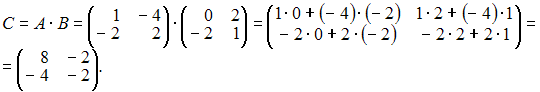 C = A · B = ( 1 − 4 − 2 2 ) · ( 0 2 − 2 1 ) = ( 1 · 0 + (− 4) · (− 2) 1 · 2 + (− 4) · 1 − 2 · 0 + 2 · (− 2) − 2 · 2 + 2 · 1 ) =
= ( 8 − 2 − 4 − 2 ) .